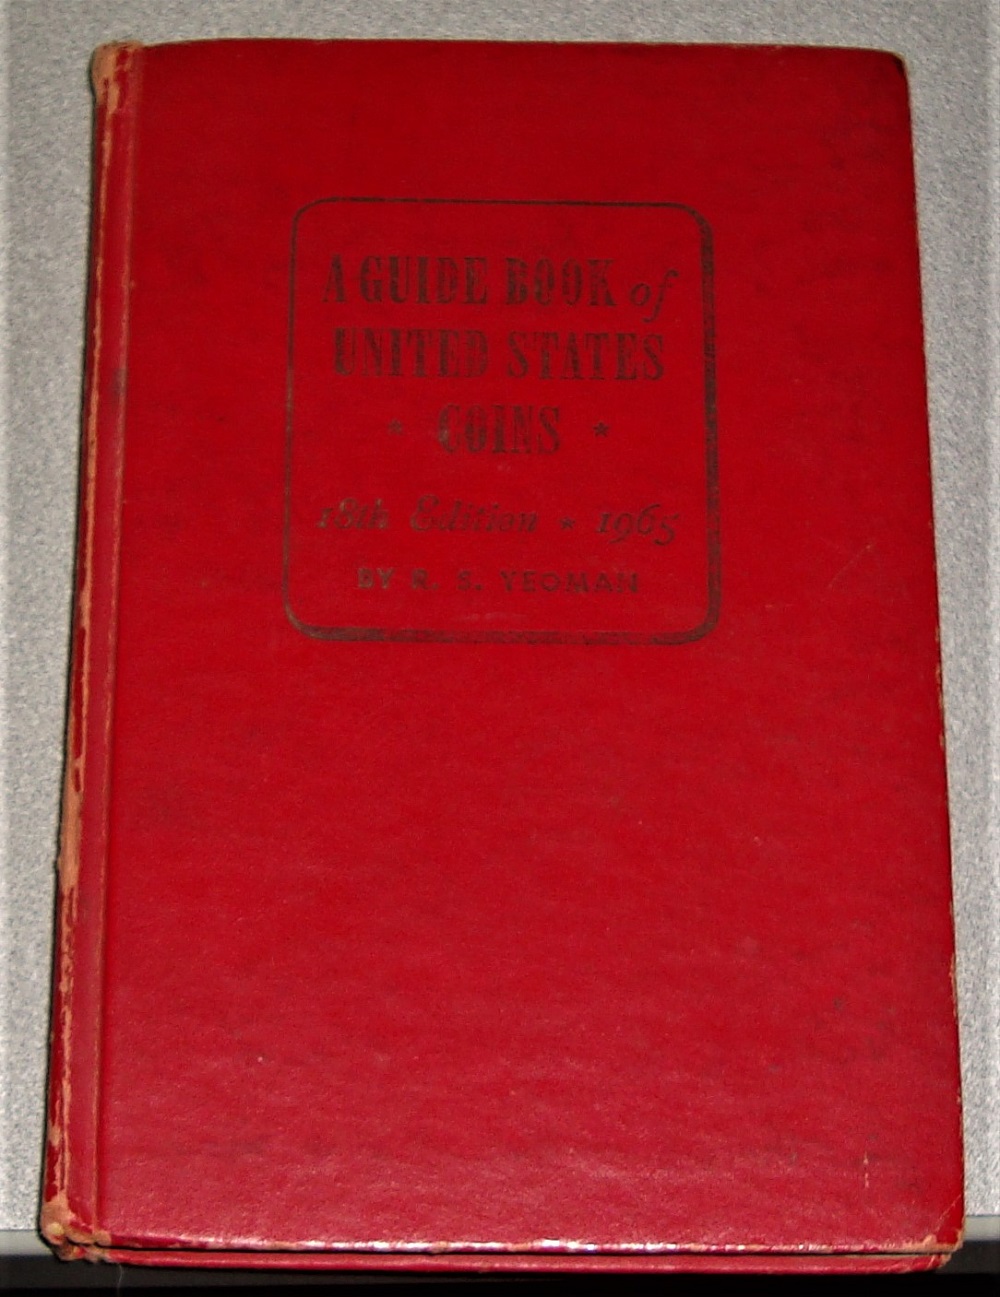 A GUIDE BOOK of
UNITED STATES
* COINS *
18th Edition * 1965
BY R. S. YEOMAN